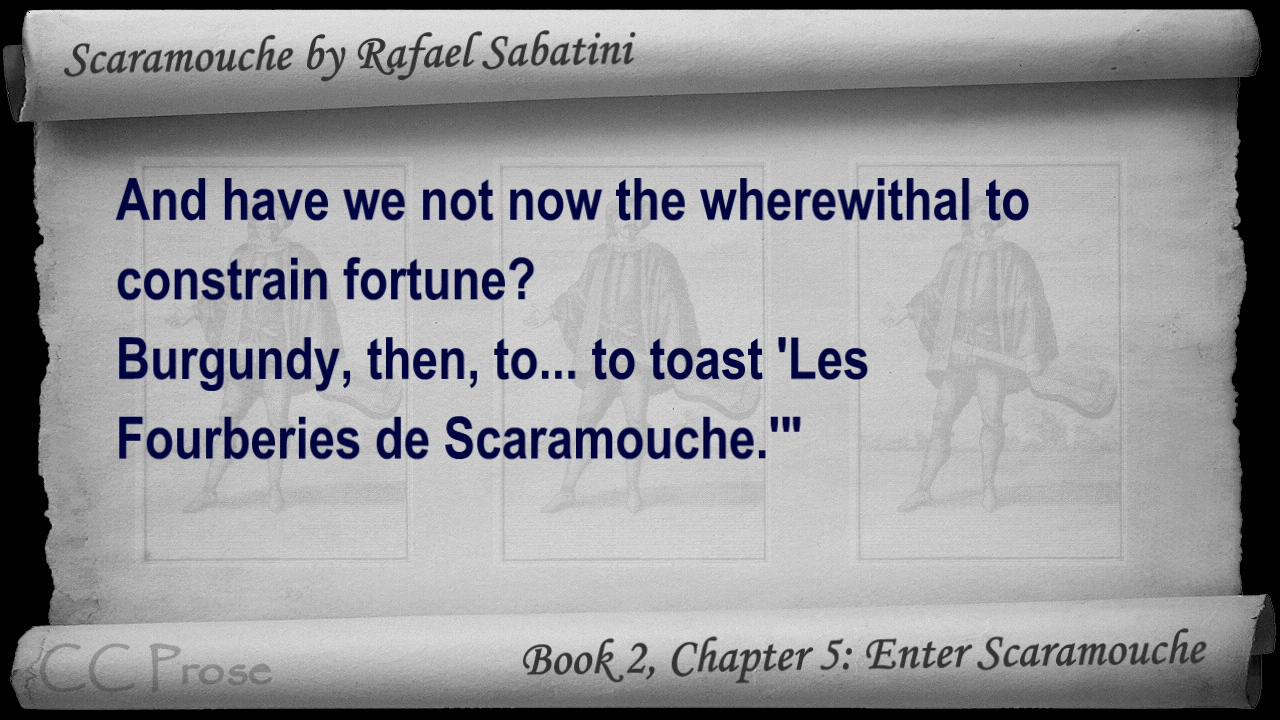 Scaramouche by Rafael Sabatini
And have we not now the wherewithal to
constrain fortune?
Burgundy, then, to... to toast 'Les
Fourberies de Scaramouche.'"
CC Prose
Book 2, Chapter 5: Enter Scaramouche